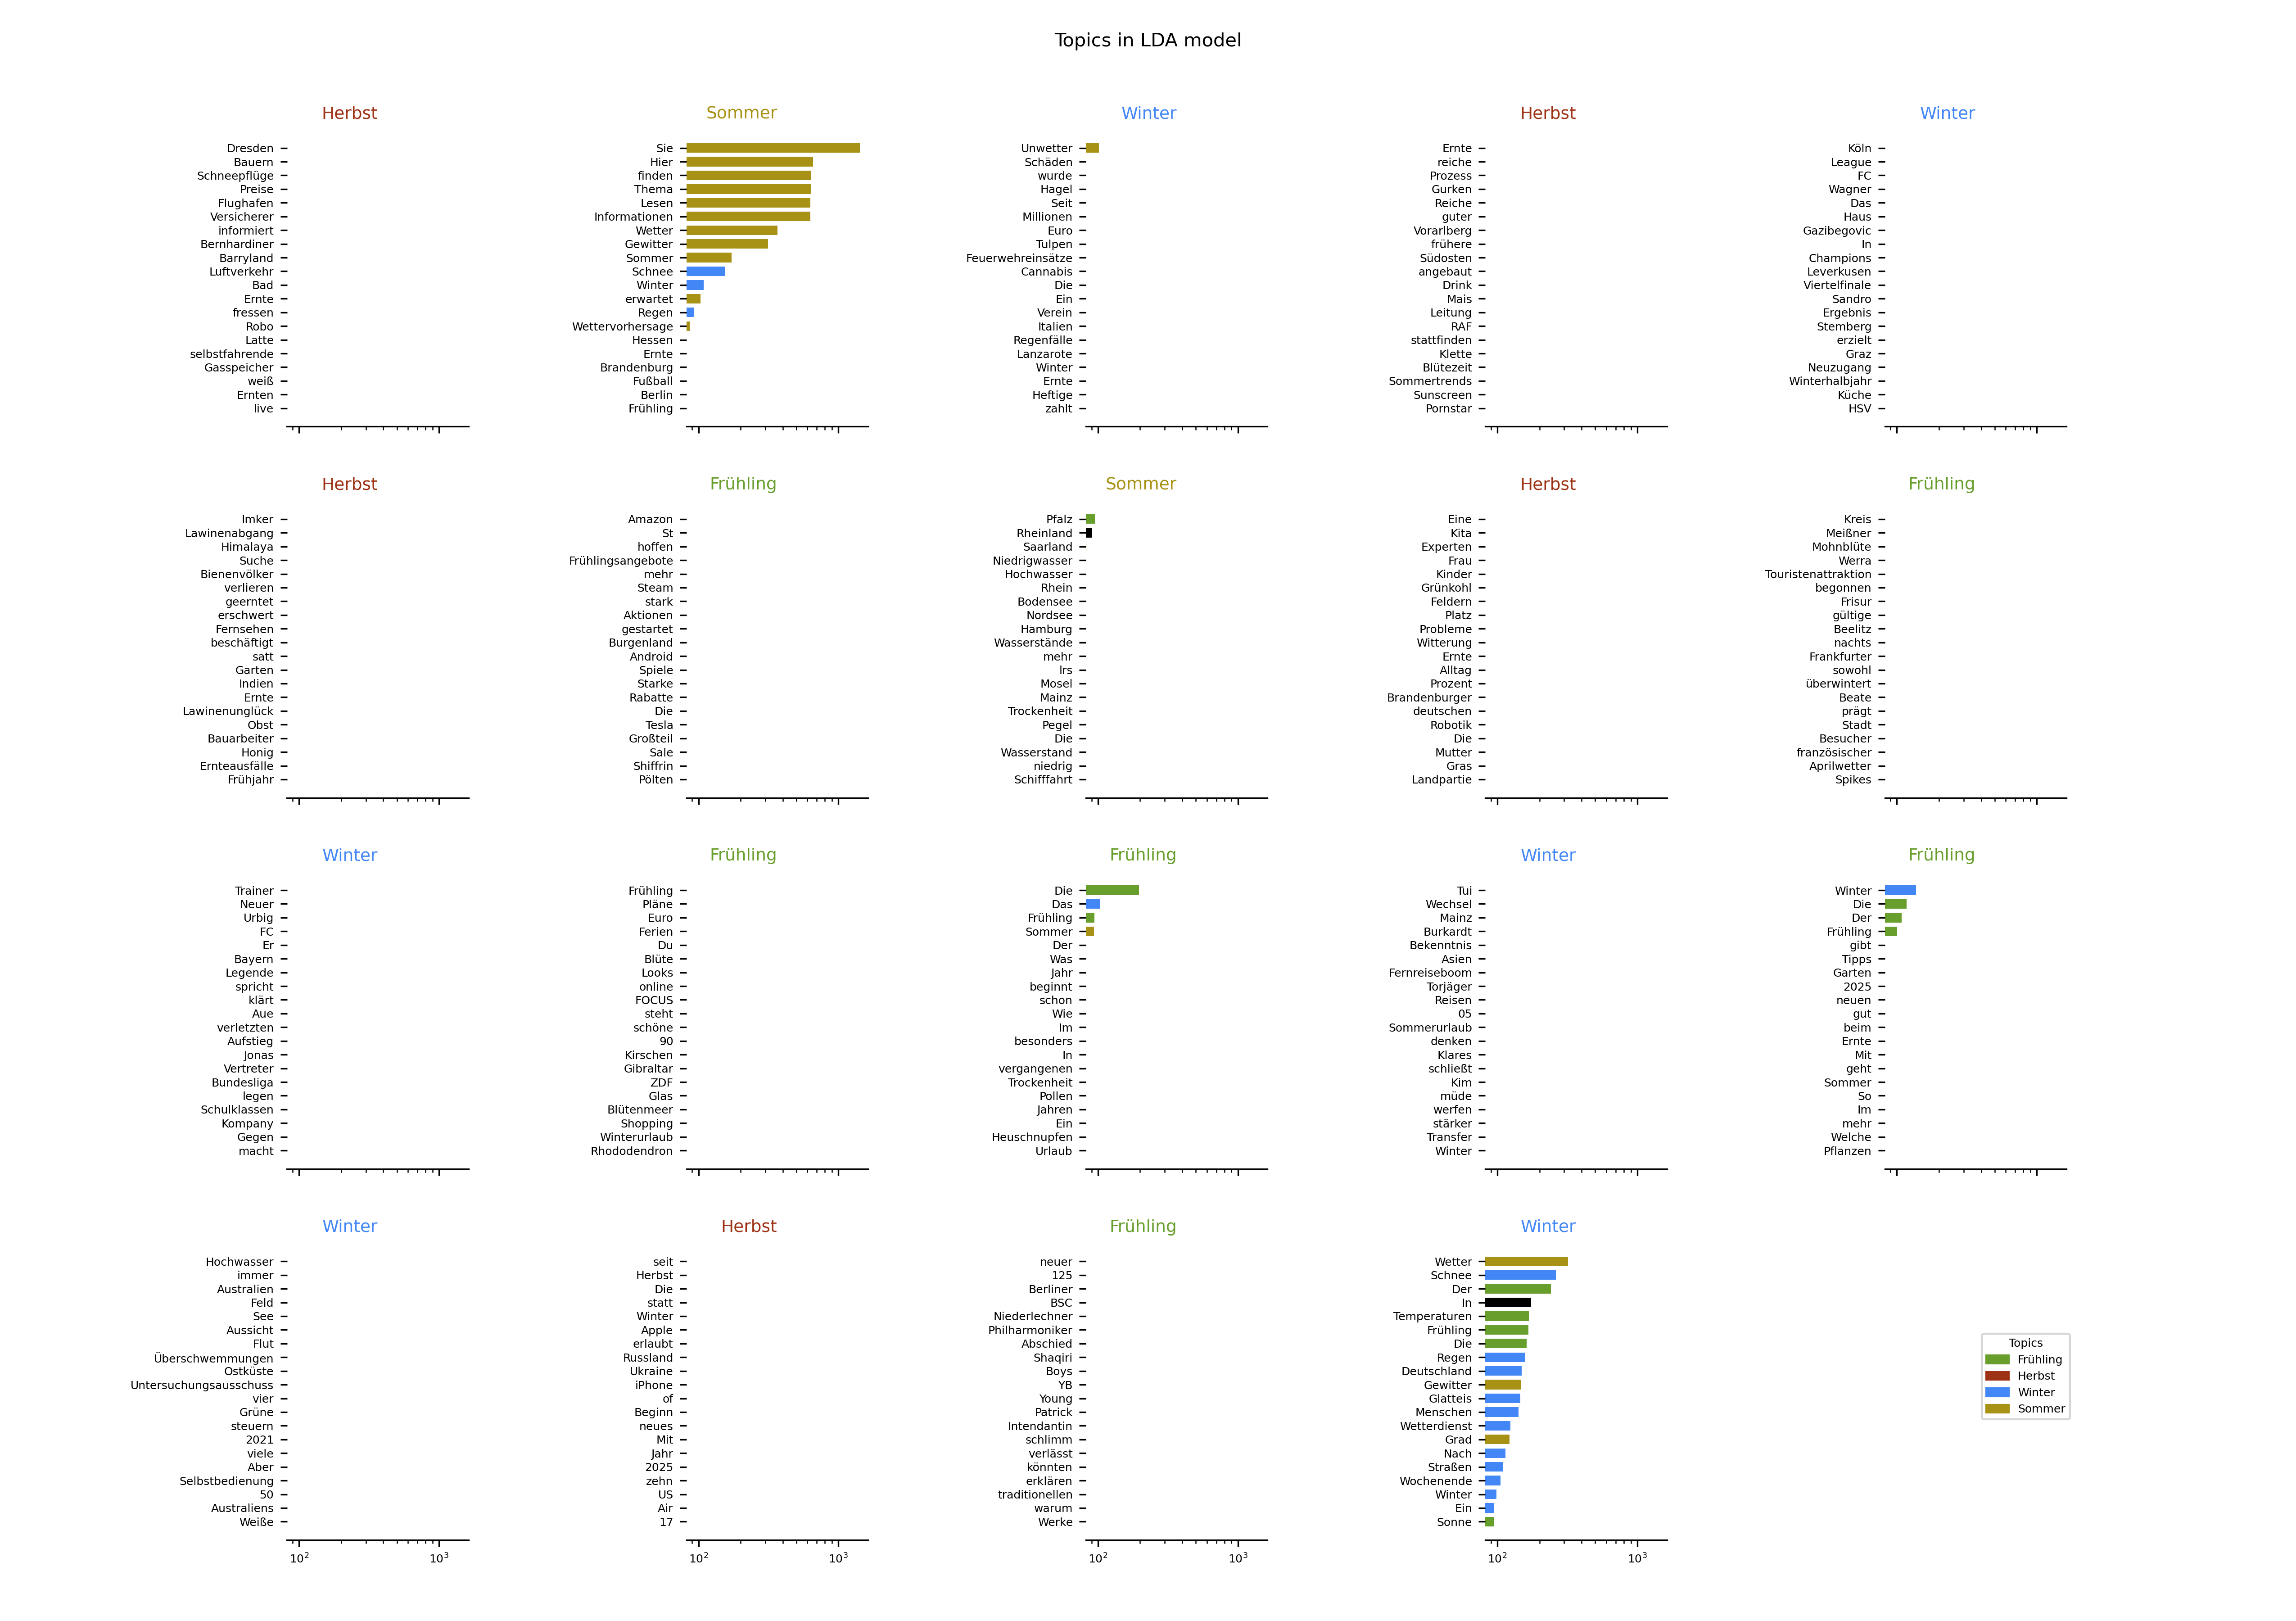 Topics in LDA model
Herbst
Dresden
Bauern
Schneepflüge
Preise
Flughafen
Versicherer
informiert
Bernhardiner
Barryland
Luftverkehr
Bad
Ernte
fressen
Robo
Latte
selbstfahrende
Gasspeicher
weiß
Ernten
live
Sommer
Sie
Hier
finden
Thema
Lesen
Informationen
Wetter
Gewitter
Sommer
Schnee
Winter
erwartet
Regen
Wettervorhersage
Hessen
Ernte
Brandenburg
Fußball
Berlin
Frühling
Winter
Unwetter
Schäden
wurde
Hagel
Seit
Millionen
Euro
Tulpen
Feuerwehreinsätze
Cannabis
Die
Ein
Verein
Italien
Regenfälle
Lanzarote
Winter
Ernte
Heftige
zahlt
Herbst
Ernte
reiche
Prozess
Gurken
Reiche
guter
Vorarlberg
frühere
Südosten
angebaut
Drink
Mais
Leitung
RAF
stattfinden
Klette
Blütezeit
Sommertrends
Sunscreen
Pornstar
Winter
Köln
League
FC
Wagner
Das
Haus
Gazibegovic
In
Champions
Leverkusen
Viertelfinale
Sandro
Ergebnis
Stemberg
erzielt
Graz
Neuzugang
Winterhalbjahr
Küche
HSV
Herbst
Imker
Lawinenabgang
Himalaya
Suche
Bienenvölker
verlieren
geerntet
erschwert
Fernsehen
beschäftigt
satt
Garten
Indien
Ernte
Lawinenunglück
Obst
Bauarbeiter
Honig
Ernteausfälle
Frühjahr
Frühling
Amazon
St
hoffen
Frühlingsangebote
mehr
Steam
stark
Aktionen
gestartet
Burgenland
Android
Spiele
Starke
Rabatte
Die
Tesla
Großteil
Sale
Shiffrin
Pölten
Sommer
Pfalz
Rheinland
Saarland
Niedrigwasser
Hochwasser
Rhein
Bodensee
Nordsee
Hamburg
Wasserstände
mehr
lrs
Mosel
Mainz
Trockenheit
Pegel
Die
Wasserstand
niedrig
Schifffahrt
Herbst
Eine
Kita
Experten
Frau
Kinder
Grünkohl
Feldern
Platz
Probleme
Witterung
Ernte
Alltag
Prozent
Brandenburger
deutschen
Robotik
Die
Mutter
Gras
Landpartie
Frühling
Kreis
Meißner
Mohnblüte
Werra
Touristenattraktion
begonnen
Frisur
gültige
Beelitz
nachts
Frankfurter
sowohl
überwintert
Beate
prägt
Stadt
Besucher
französischer
Aprilwetter
Spikes
Winter
Trainer
Neuer
Urbig
FC
Er
Bayern
Legende
spricht
klärt
Aue
verletzten
Aufstieg
Jonas
Vertreter
Bundesliga
legen
Schulklassen
Kompany
Gegen
macht
Frühling
Frühling
Pläne
Euro
Ferien
Du
Blüte
Looks
online
FOCUS
steht
schöne
90
Kirschen
Gibraltar
ZDF
Glas
Blütenmeer
Shopping
Winterurlaub
Rhododendron
Frühling
Die
Das
Frühling
Sommer
Der
Was
Jahr
beginnt
schon
Wie
Im
besonders
In
vergangenen
Trockenheit
Pollen
Jahren
Ein
Heuschnupfen
Urlaub
Winter
Tui
Wechsel
Mainz
Burkardt
Bekenntnis
Asien
Fernreiseboom
Torjäger
Reisen
05
Sommerurlaub
denken
Klares
schließt
Kim
müde
werfen
stärker
Transfer
Winter
Frühling
Winter
Die
Der
Frühling
gibt
Tipps
Garten
2025
neuen
gut
beim
Ernte
Mit
geht
Sommer
So
Im
mehr
Welche
Pflanzen
Winter
Hochwasser
immer
Australien
Feld
See
Aussicht
Flut
Überschwemmungen
Ostküste
Untersuchungsausschuss
vier
Grüne
steuern
2021
viele
Aber
Selbstbedienung
50
Australiens
Weiße
10² 10³
Herbst
seit
Herbst
Die
statt
Winter
Apple
erlaubt
Russland
Ukraine
iPhone
of
Beginn
neues
Mit
Jahr
2025
zehn
US
Air
17
10² 10³
Frühling
neuer
125
Berliner
BSC
Niederlechner
Philharmoniker
Abschied
Shaqiri
Boys
YB
Young
Patrick
Intendantin
schlimm
verlässt
könnten
erklären
traditionellen
warum
Werke
10² 10³
Winter
Wetter
Schnee
Der
In
Temperaturen
Frühling
Die
Regen
Deutschland
Gewitter
Glatteis
Menschen
Wetterdienst
Grad
Nach
Straßen
Wochenende
Winter
Ein
Sonne
10² 10³
Topics
Frühling
Herbst
Winter
Sommer